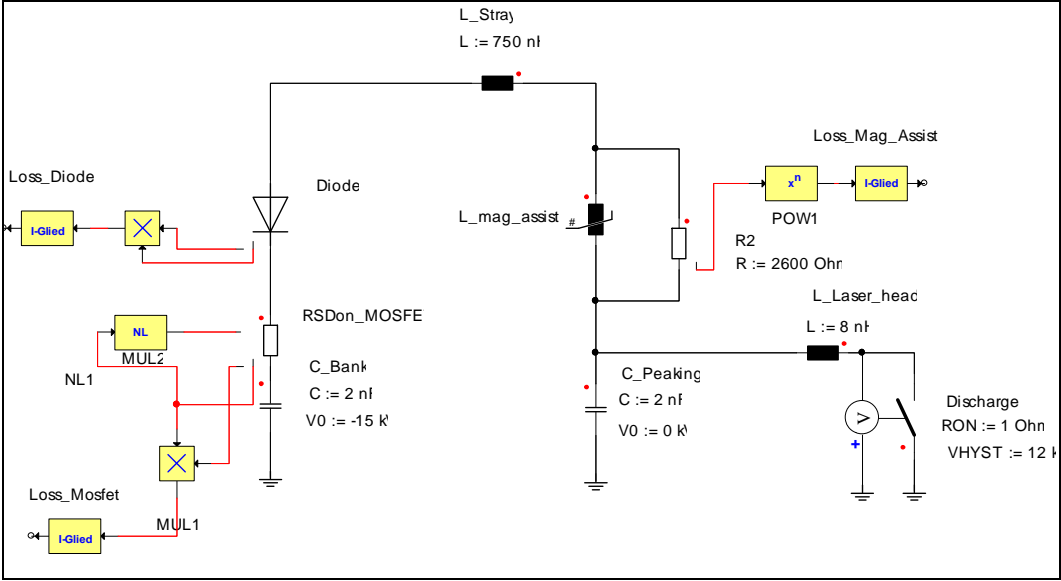 L_Stray
L := 750 nH
Loss_Mag_Assist
Loss_Diode
Diode
xn
I-Glied
I-Glied
L_mag_assist
#
POW1
R2
R := 2600 Ohm
L_Laser_head
L := 8 nH
RSDon_MOSFE
NL
MUL2
NL1
C_Bank
C := 2 nF
V0 := -15 kV
C_Peaking
C := 2 nF
V0 := 0 kV
V
+
Discharge
RON := 1 Ohm
VHYST := 12 k
Loss_Mosfet
MUL1
I-Glied